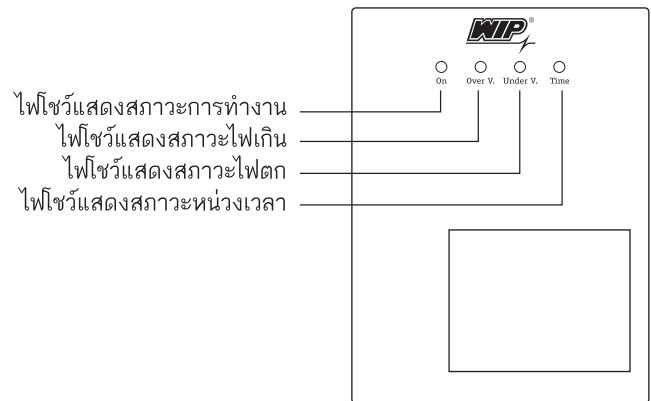 WIP®
On Over V. Under V. Time
ไฟโชว์แสดงสภาวะการทำงาน
ไฟโชว์แสดงสภาวะไฟเกิน
ไฟโชว์แสดงสภาวะไฟตก
ไฟโชว์แสดงสภาวะหน่วงเวลา